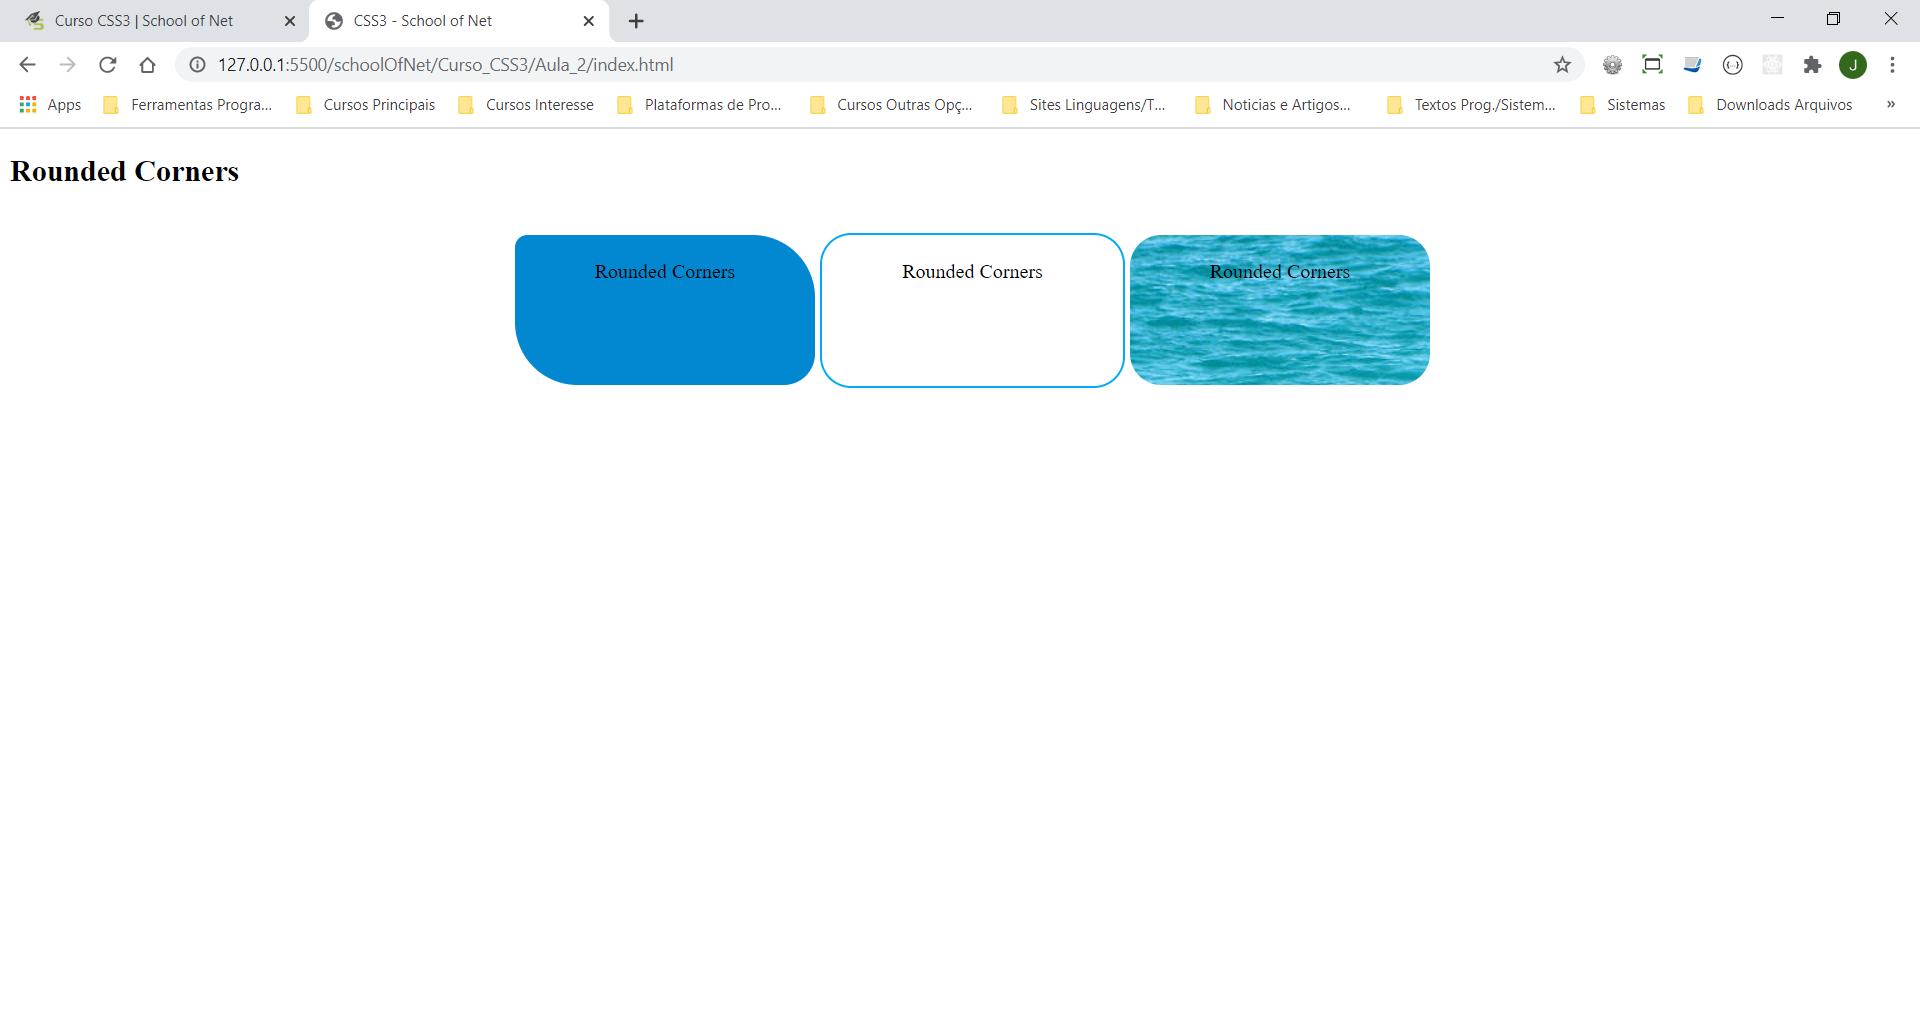 Curso CSS3 | School of Net
CSS3 - School of Net
127.0.0.1:5500/schoolOfNet/Curso_CSS3/Aula_2/index.html
J
Apps Ferramentas Progra... Cursos Principais Cursos Interesse Plataformas de Pro... Cursos Outras Opç... Sites Linguagens/T... Noticias e Artigos... Textos Prog./Sistem... Sistemas Downloads Arquivos »
Rounded Corners
Rounded Corners
Rounded Corners
Rounded Corners